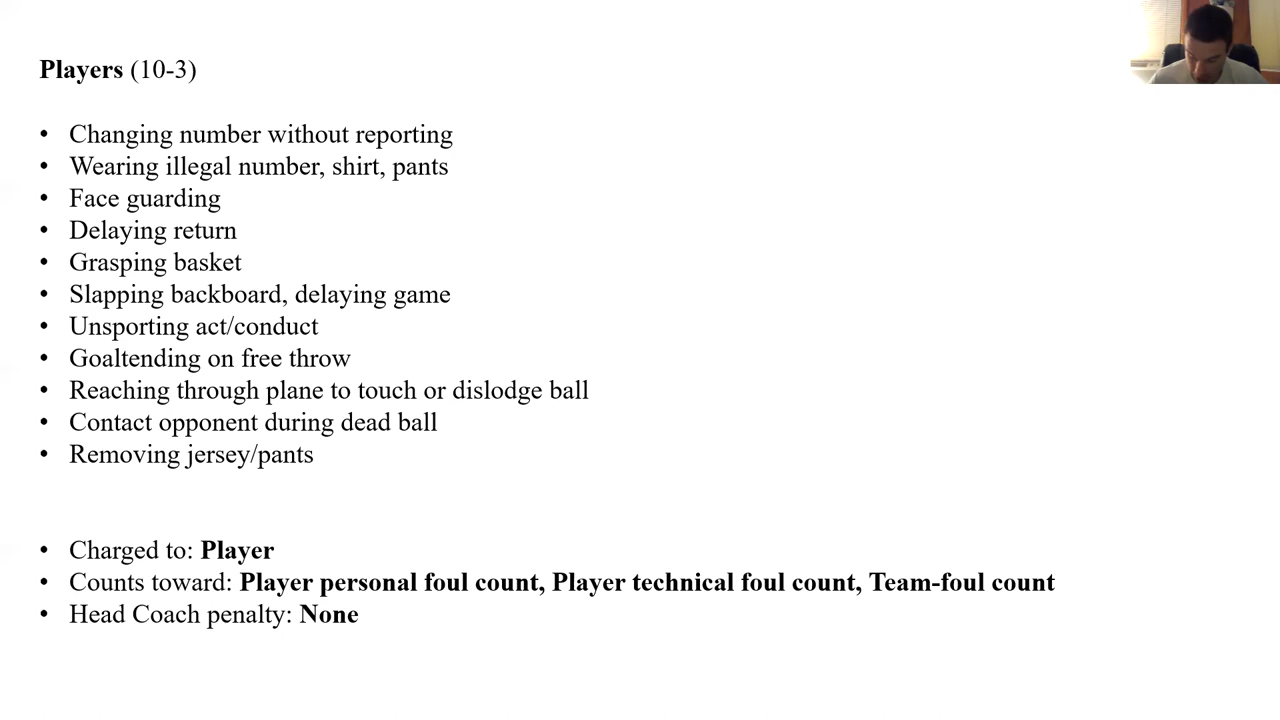 Players (10-3)
• Changing number without reporting
• Wearing illegal number, shirt, pants
• Face guarding
• Delaying return
• Grasping basket
• Slapping backboard, delaying game
• Unsporting act/conduct
• Goaltending on free throw
• Reaching through plane to touch or dislodge ball
• Contact opponent during dead ball
• Removing jersey/pants
• Charged to: Player
• Counts toward: Player personal foul count, Player technical foul count, Team-foul count
• Head Coach penalty: None